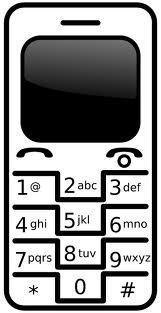 1@ 2abc 3def
4ghi 5jkl 6mno
7pqrs 8tuv 9wxyz
* 0 #